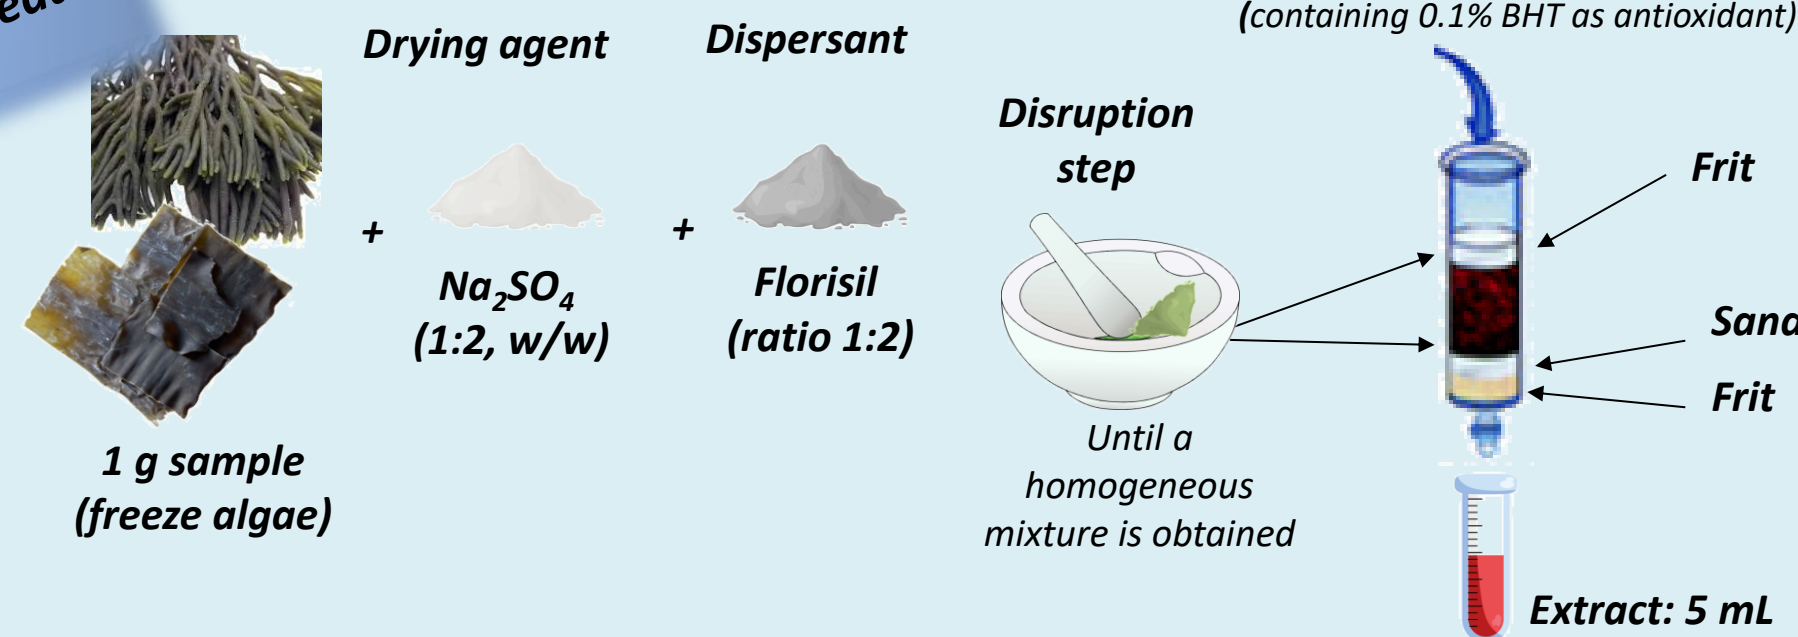 (containing 0.1% BHT as antioxidant)
Drying agent
Dispersant
Disruption
step
Frit
+
+
Na₂SO₄
(1:2, w/w)
Florisil
(ratio 1:2)
Sand
Frit
Until a
homogeneous
mixture is obtained
1 g sample
(freeze algae)
Extract: 5 mL